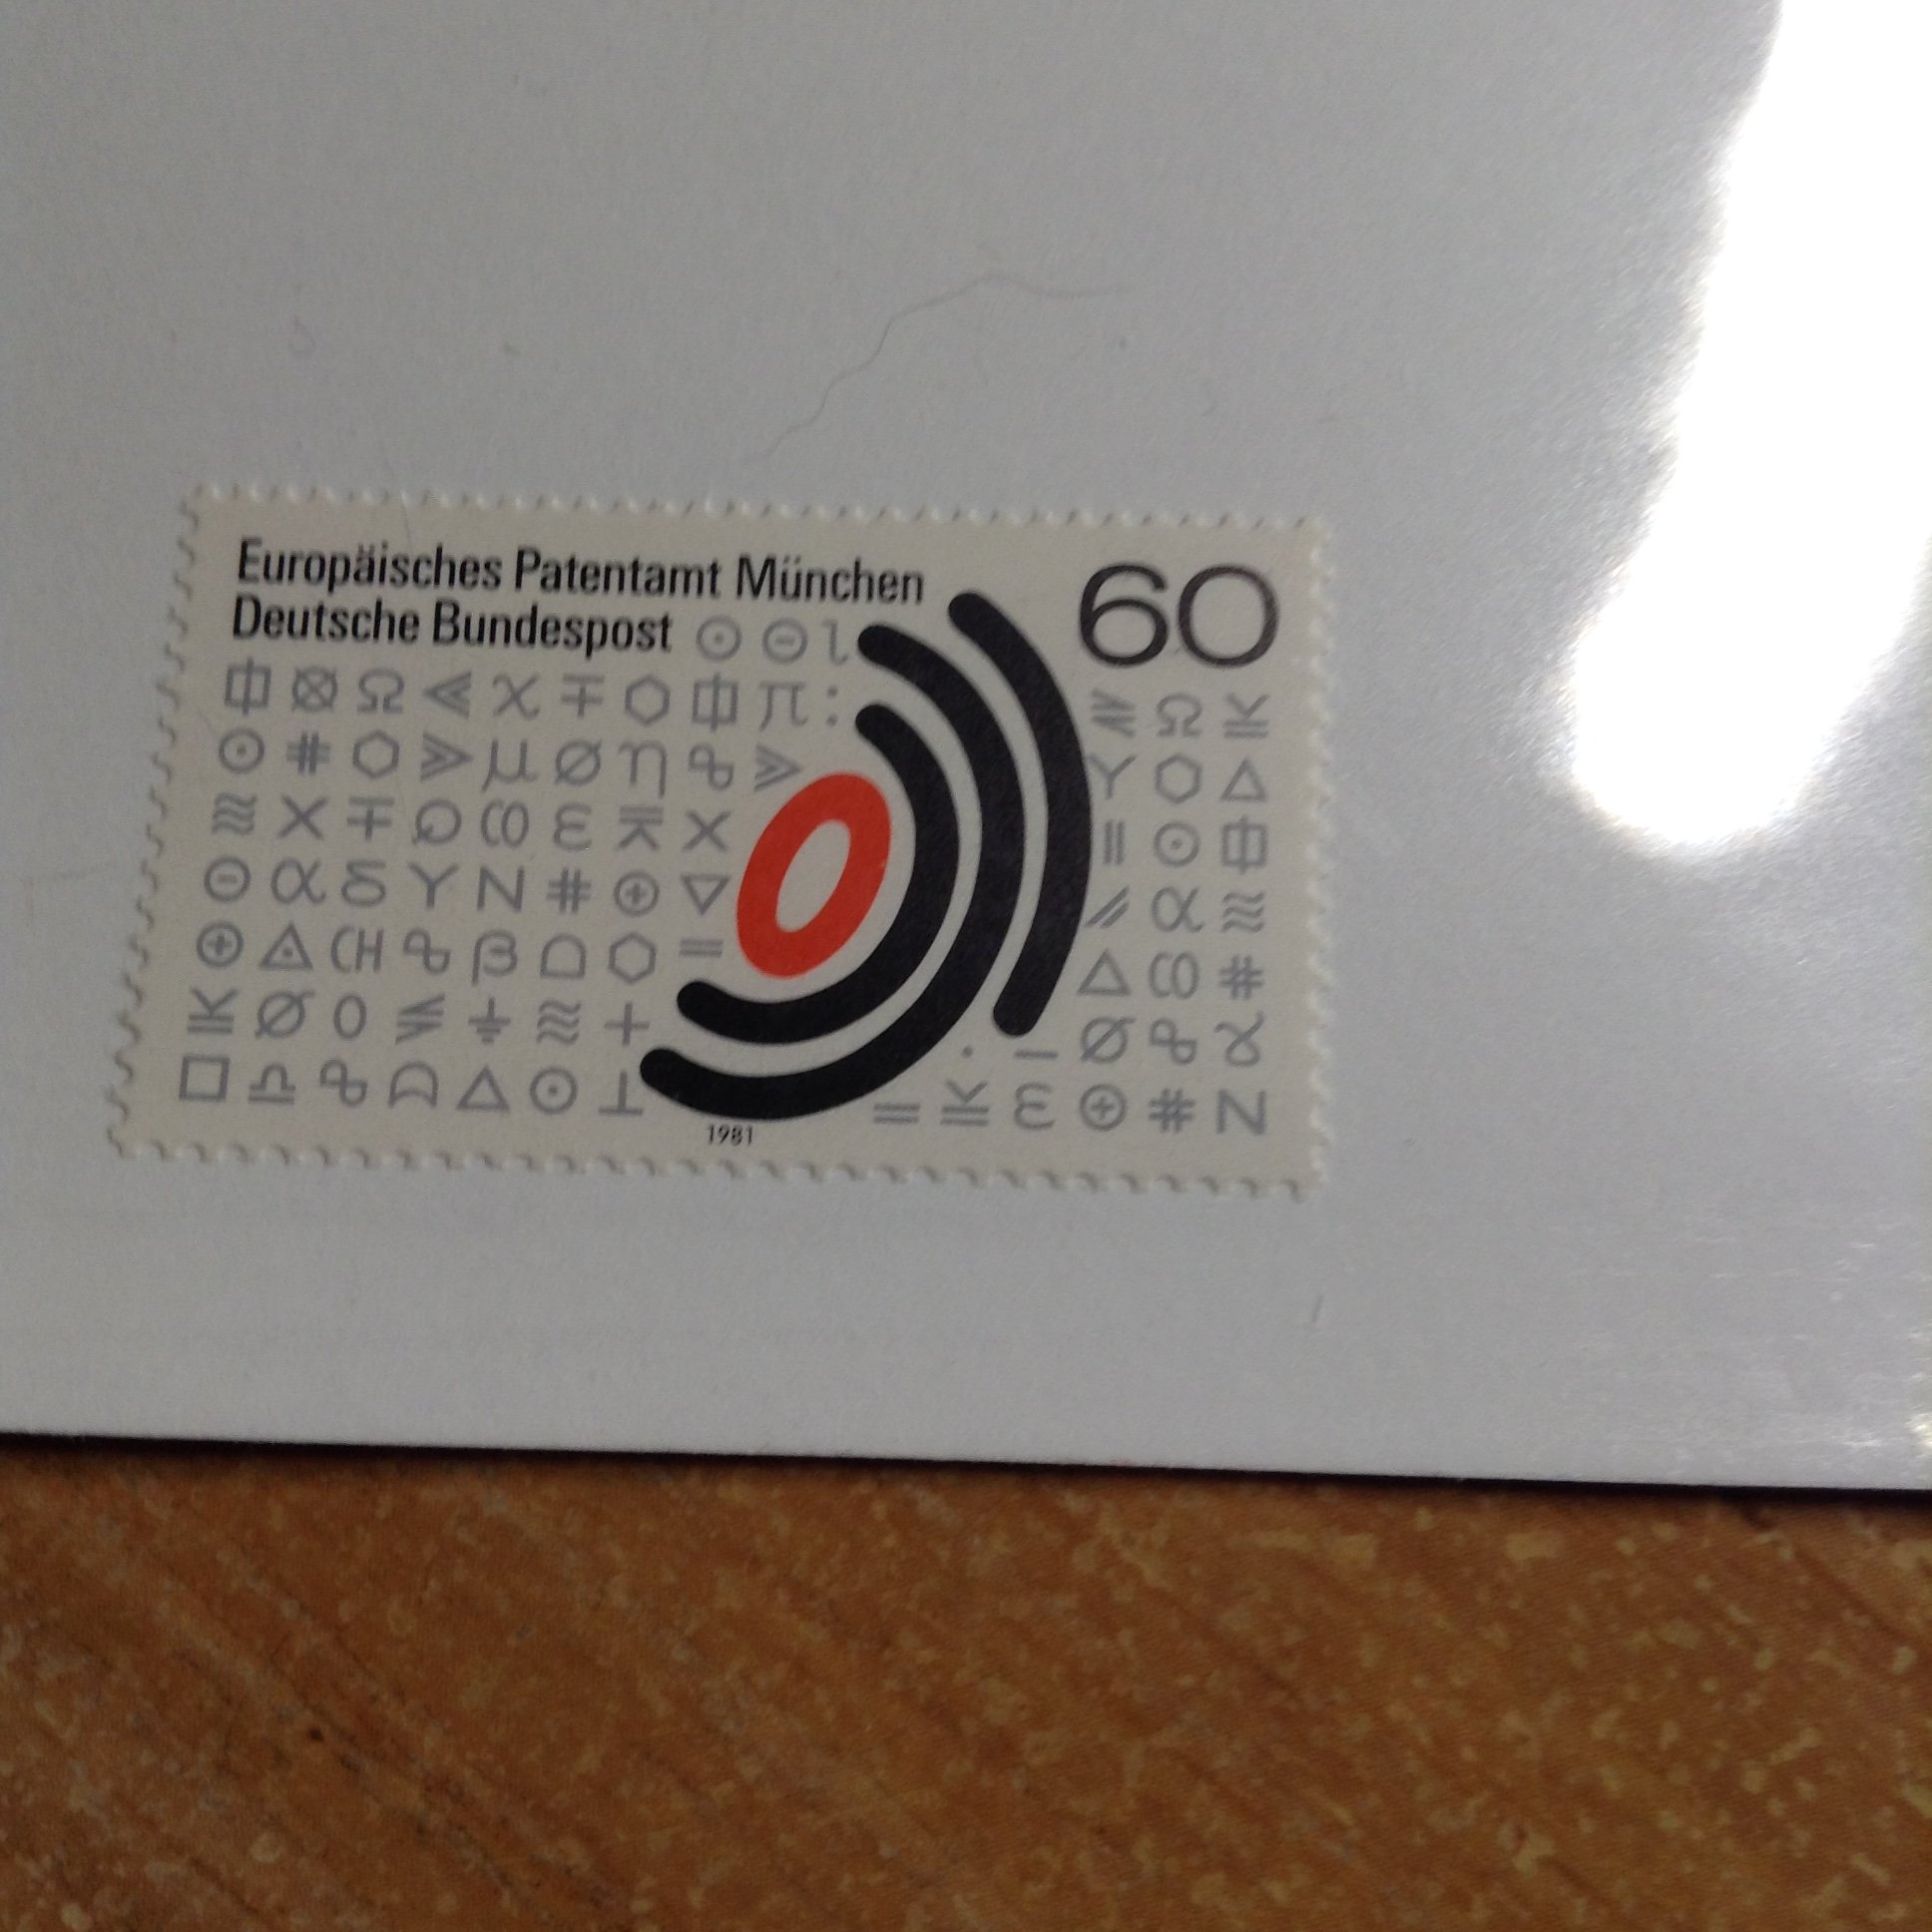 Europäisches Patentamt München
Deutsche Bundespost
60
1981